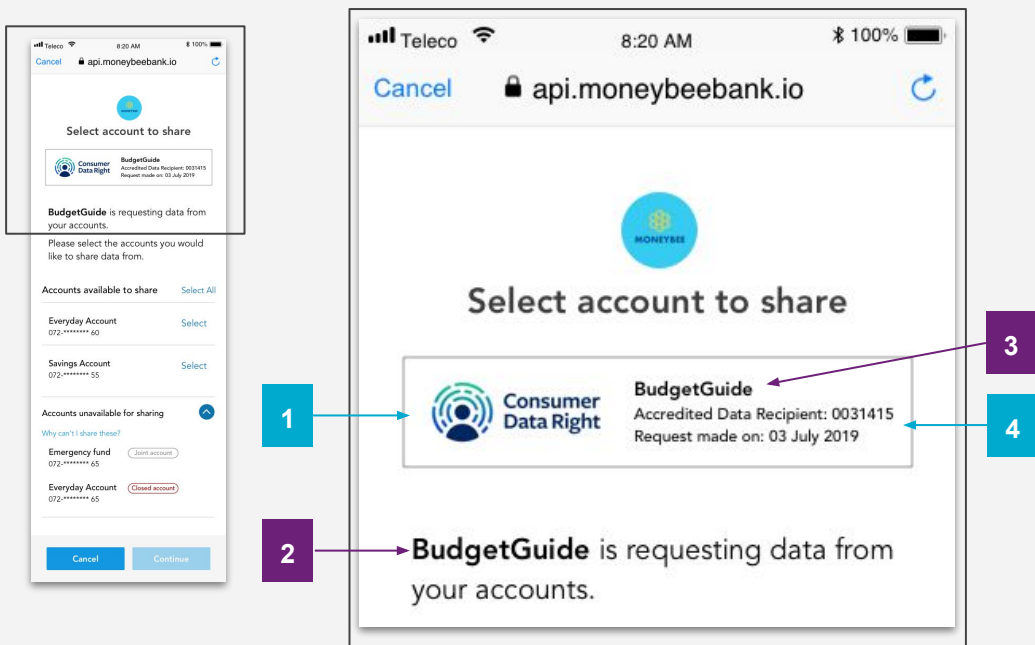 Teleco 8:20 AM 100%
Cancel api.moneybeebank.io
MONEYBEE
Select account to share
Consumer
Data Right
BudgetGuide
Accredited Data Recipient: 0031415
Request made on: 03 July 2019
BudgetGuide is requesting data from
your accounts.
Please select the accounts you would
like to share data from.
Accounts available to share Select All
Everyday Account Select
072-******** 60
Savings Account Select
072-******** 55
Accounts unavailable for sharing
Why can't I share these?
Emergency fund Joint account
072-******** 65
Everyday Account Closed account
072-******** 65
Cancel Continue
Teleco 8:20 AM 100%
Cancel api.moneybeebank.io
MONEYBEE
Select account to share
Consumer
Data Right
BudgetGuide
Accredited Data Recipient: 0031415
Request made on: 03 July 2019
BudgetGuide is requesting data from
your accounts.
1
2
3
4